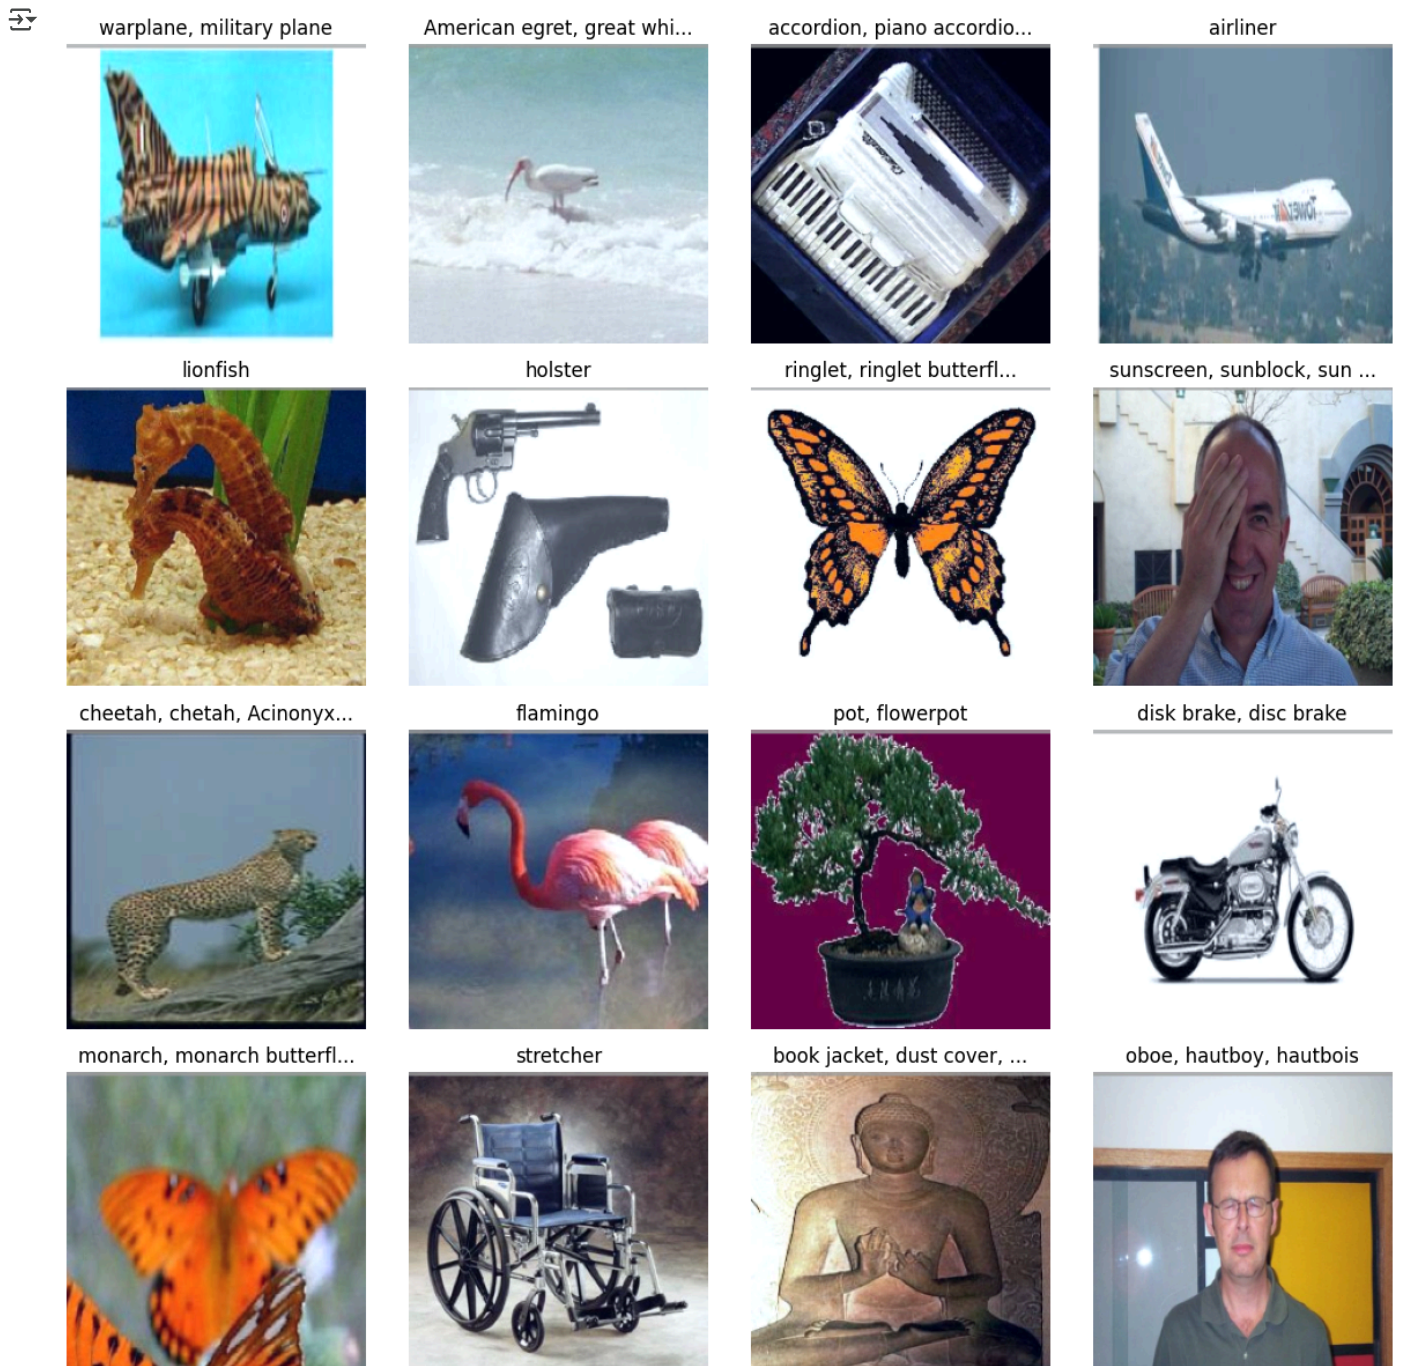 warplane, military plane
American egret, great whi...
accordion, piano accordio...
airliner
lionfish
holster
ringlet, ringlet butterfl...
sunscreen, sunblock, sun ...
cheetah, chetah, Acinonyx...
flamingo
pot, flowerpot
disk brake, disc brake
monarch, monarch butterfl...
stretcher
book jacket, dust cover, ...
oboe, hautboy, hautbois